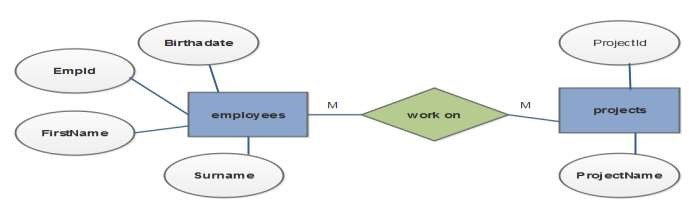 Birthadate
ProjectId
EmpId
employees
M
work on
M
projects
FirstName
Surname
ProjectName